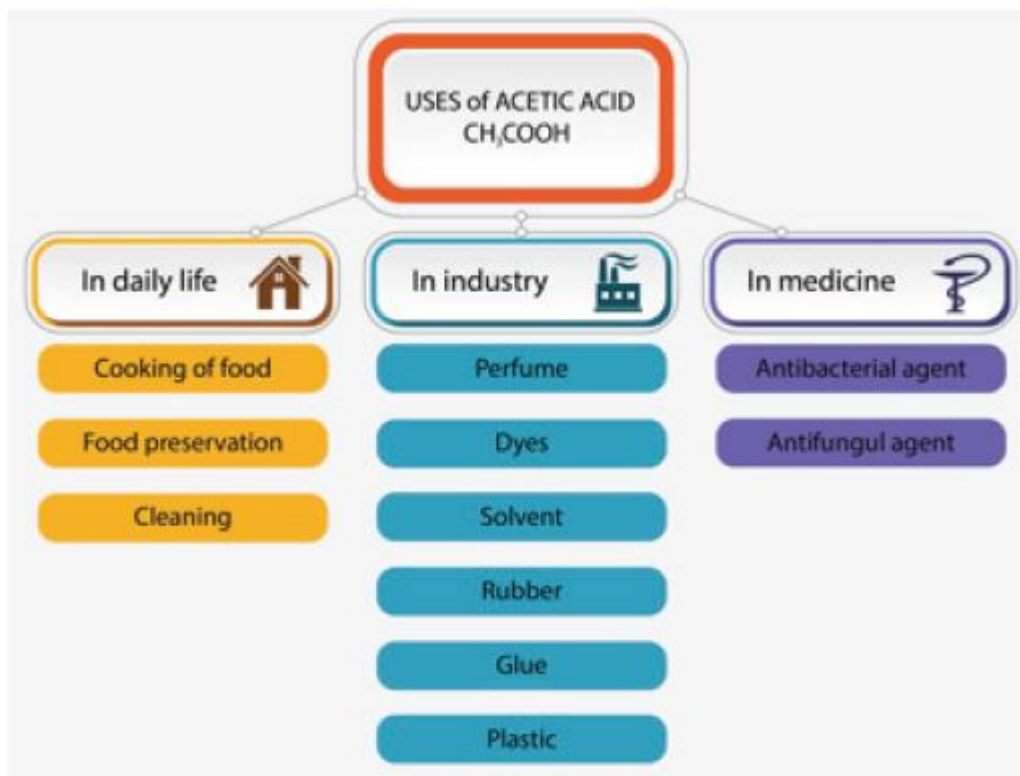 USES of ACETIC ACID
CH₃COOH
In daily life
Cooking of food
Food preservation
Cleaning
In industry
Perfume
Dyes
Solvent
Rubber
Glue
Plastic
In medicine
Antibacterial agent
Antifungul agent